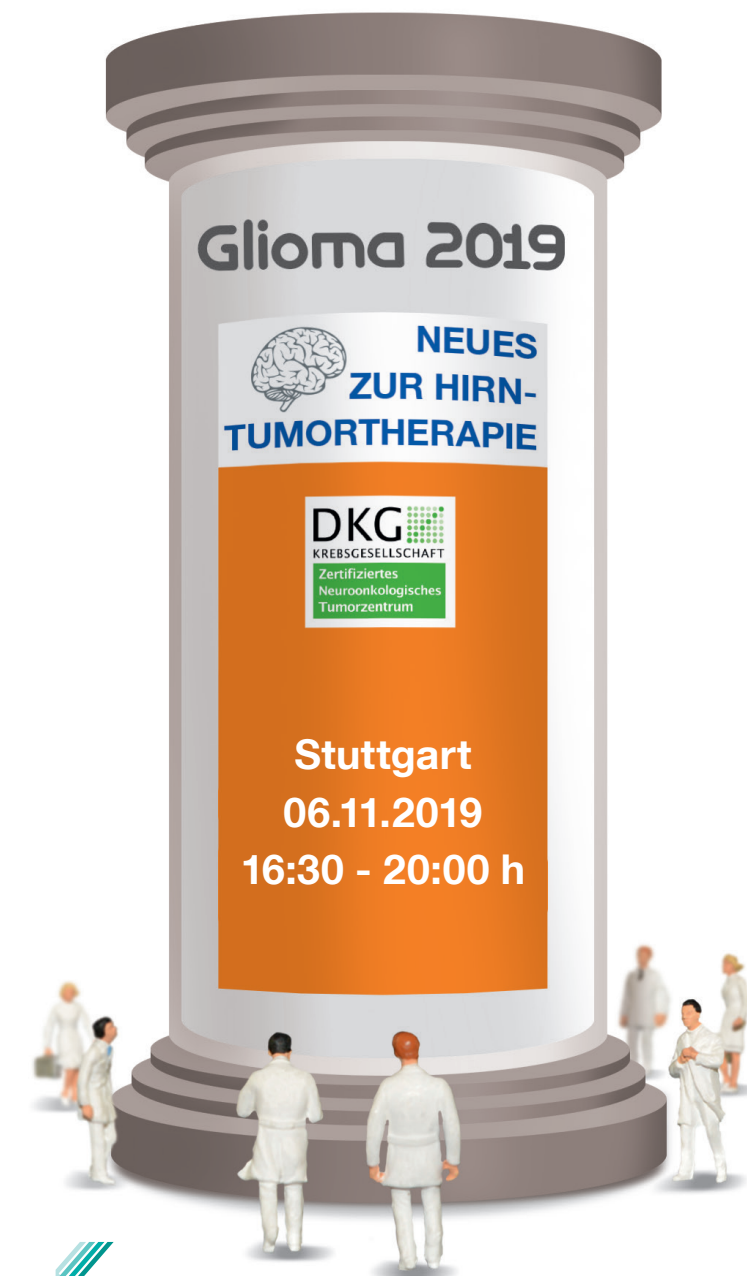 Glioma 2019
NEUES
ZUR HIRN-
TUMORTHERAPIE
DKG
KREBSGESELLSCHAFT
Zertifiziertes
Neuroonkologisches
Tumorzentrum
Stuttgart
06.11.2019
16:30 - 20:00 h